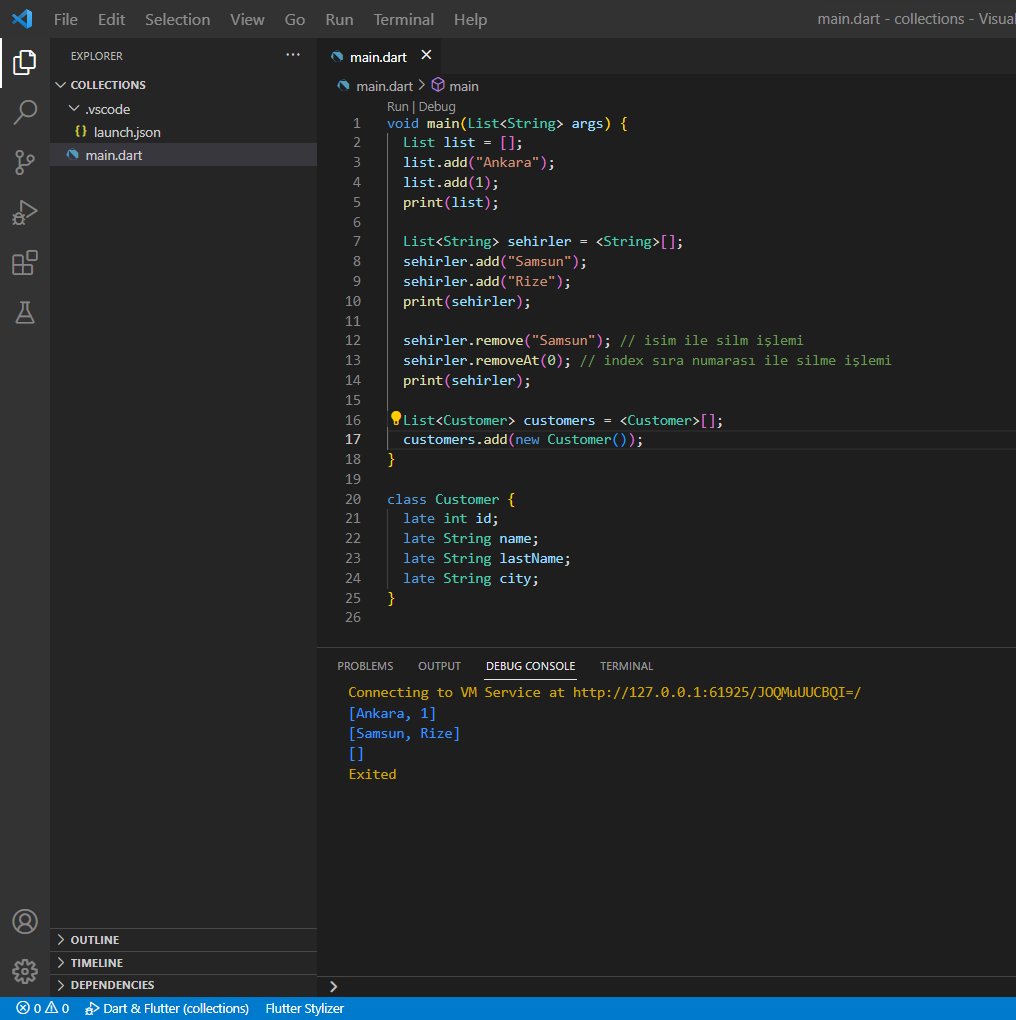 File Edit Selection View Go Run Terminal Help main.dart - collections - Visual
EXPLORER ...
COLLECTIONS
.vscode
{} launch.json
main.dart
OUTLINE
TIMELINE
DEPENDENCIES
main.dart
main.dart > main
Run | Debug
1 void main(List<String> args) {
2 List list = [];
3 list.add("Ankara");
4 list.add(1);
5 print(list);
6
7 List<String> sehirler = <String>[];
8 sehirler.add("Samsun");
9 sehirler.add("Rize");
10 print(sehirler);
11
12 sehirler.remove("Samsun"); // isim ile silm işlemi
13 sehirler.removeAt(0); // index sıra numarası ile silme işlemi
14 print(sehirler);
15
16 List<Customer> customers = <Customer>[];
17 customers.add(new Customer());
18 }
19
20 class Customer {
21 late int id;
22 late String name;
23 late String lastName;
24 late String city;
25 }
26
PROBLEMS OUTPUT DEBUG CONSOLE TERMINAL
Connecting to VM Service at http://127.0.0.1:61925/JOQMuUUCBQI=/
[Ankara, 1]
[Samsun, Rize]
[]
Exited
0 0 Dart & Flutter (collections) Flutter Stylizer